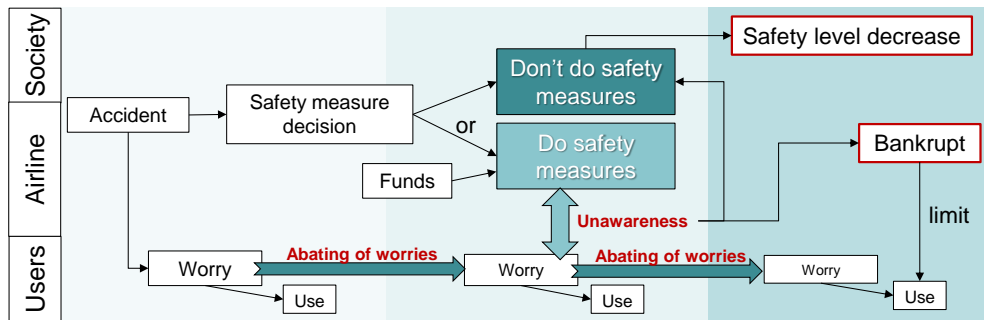 Society
Airline
Users
Accident
Safety measure
decision
or
Funds
Don't do safety
measures
Do safety
measures
Safety level decrease
Bankrupt
Unawareness
limit
Worry
Abating of worries
Worry
Abating of worries
Worry
Use
Use
Use